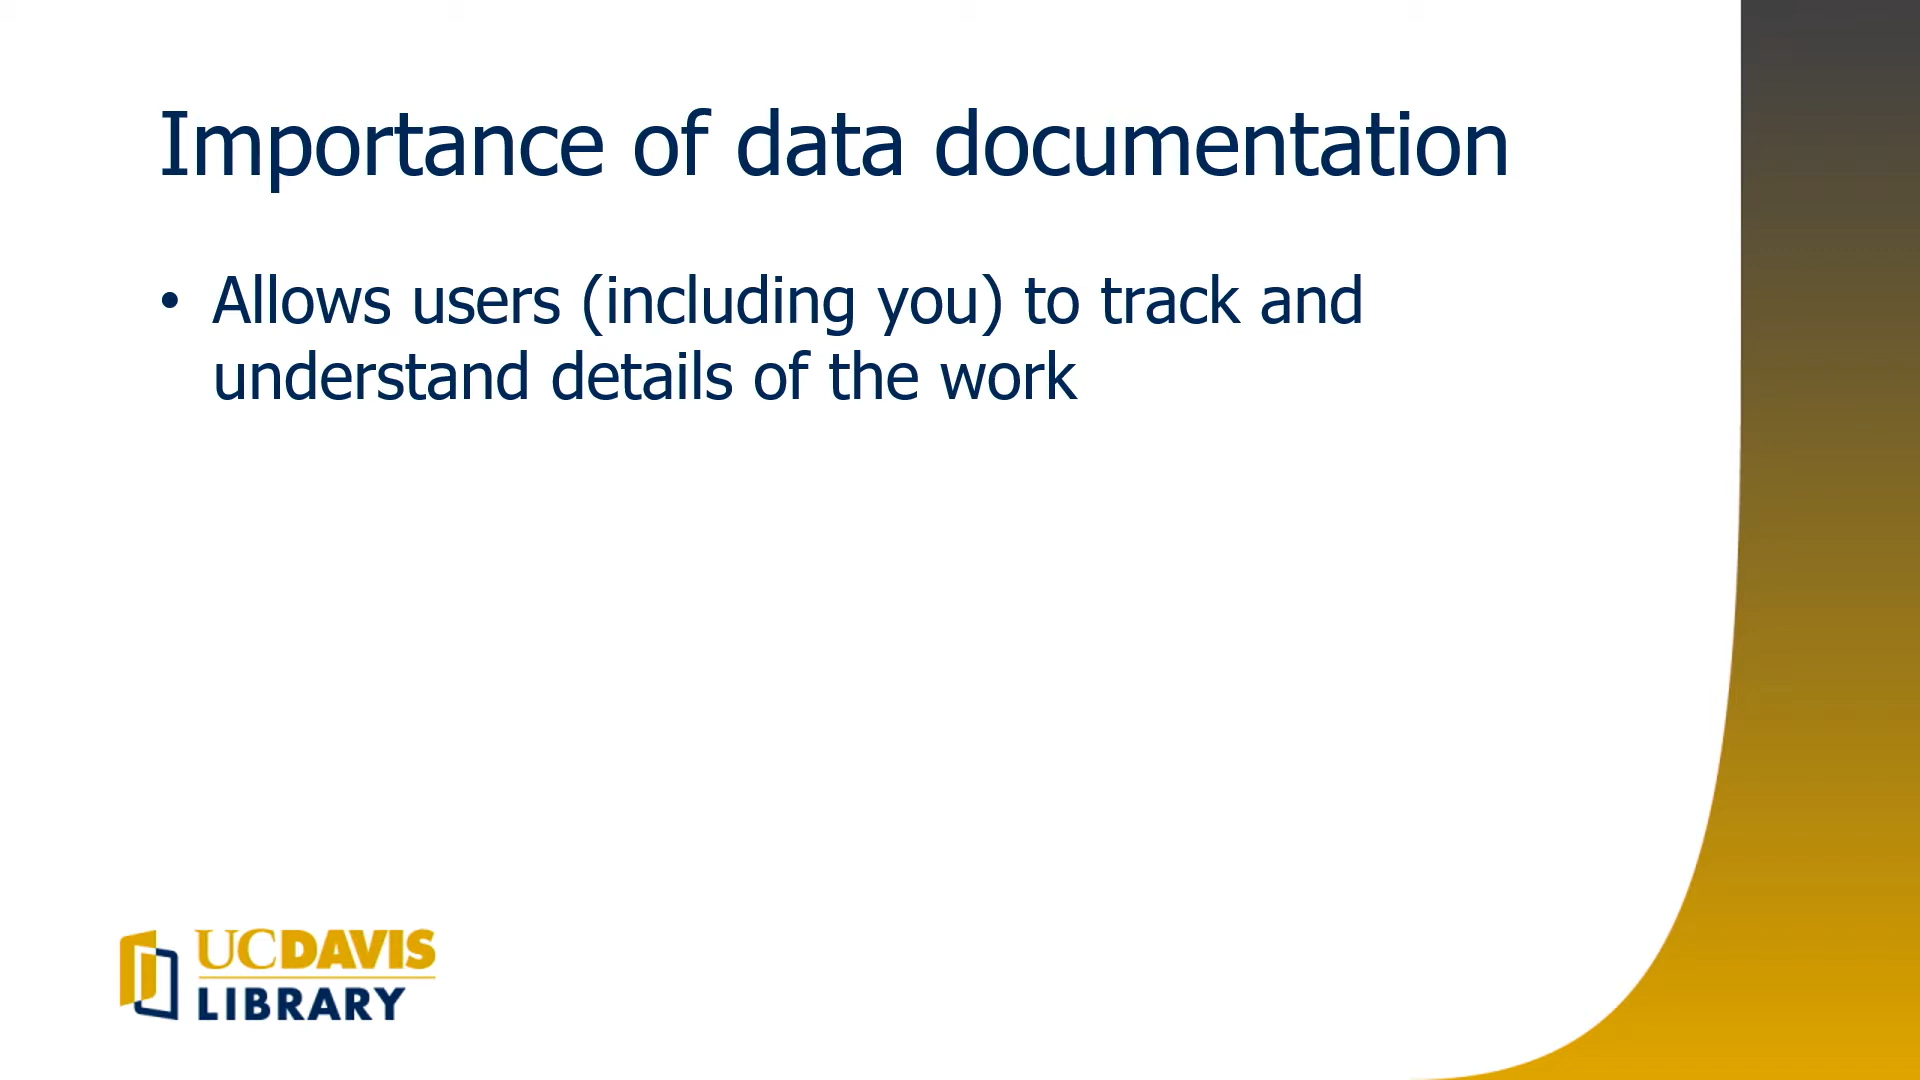 Importance of data documentation
• Allows users (including you) to track and
understand details of the work
UCDAVIS
LIBRARY